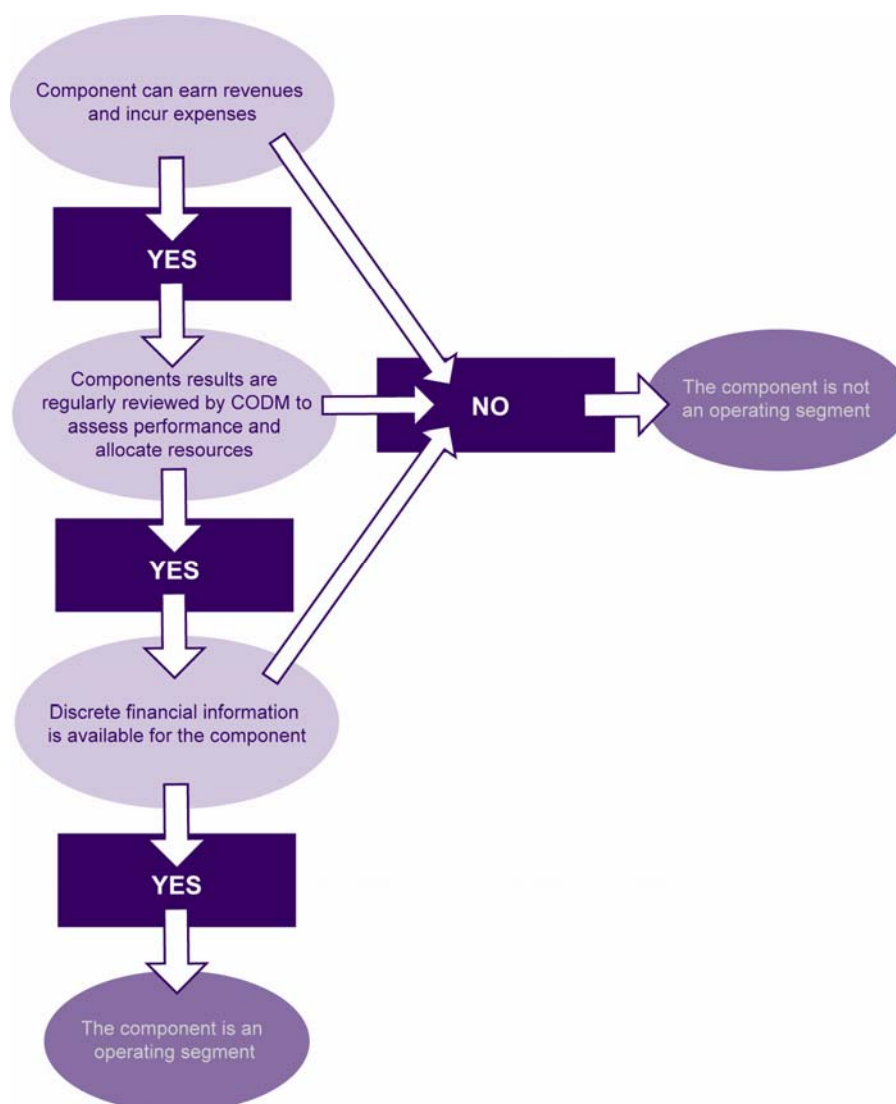 Component can earn revenues
and incur expenses
YES
Components results are
regularly reviewed by CODM to
assess performance and
allocate resources
NO
The component is not
an operating segment
YES
Discrete financial information
is available for the component
YES
The component is an
operating segment